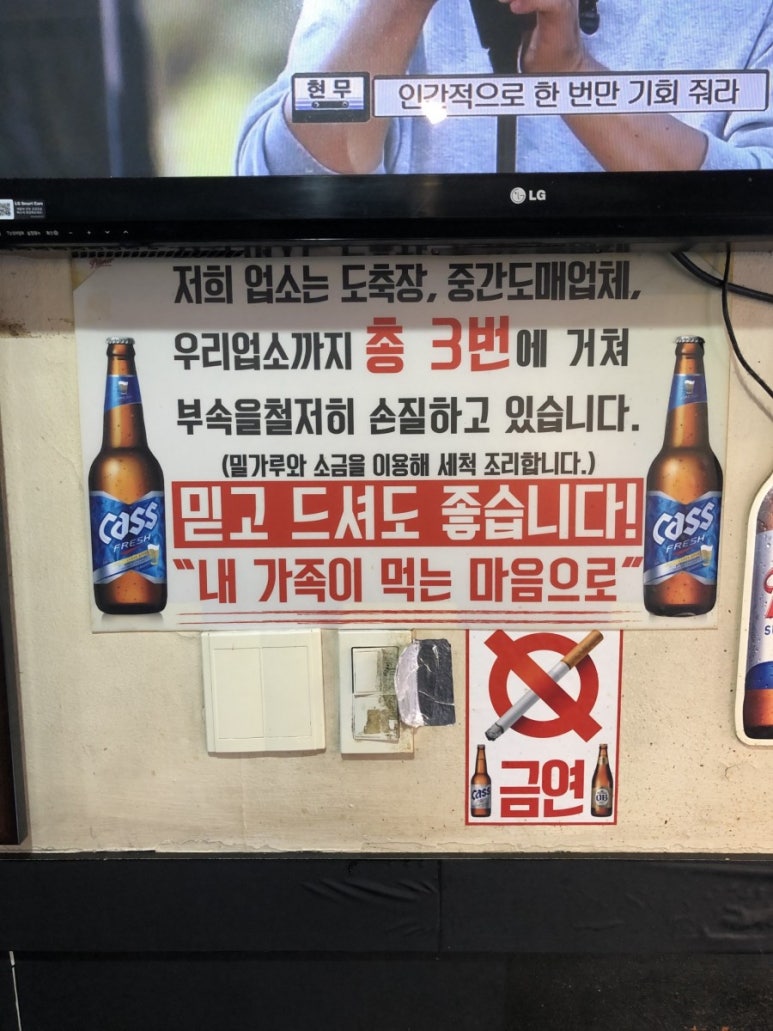 현무
인간적으로 한 번만 기회 줘라
LG
저희 업소는 도축장, 중간도매업체,
우리업소까지 총 3번에 거쳐
부속을철저히 손질하고 있습니다.
(밀가루와 소금을 이용해 세척 조리합니다.)
믿고 드셔도 좋습니다!
"내 가족이 먹는 마음으로"
Cass
FRESH
Cass
FRESH
금연
Cass
OB